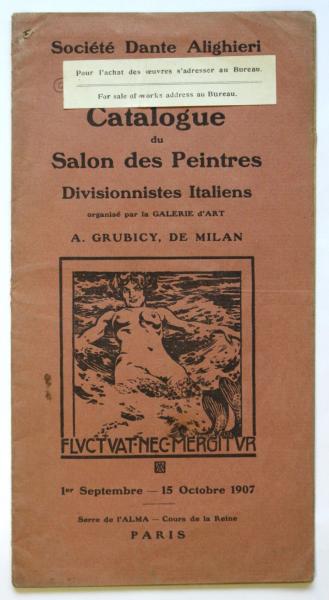 Société Dante Alighieri
Pour l'achat des œuvres s'adresser au Bureau.
For sale of works address au Bureau.
Catalogue
du
Salon des Peintres
Divisionnistes Italiens
organisé par la GALERIE d'ART
A. GRUBICY, DE MILAN
FLVCTVAT·NEC·MERGITVR
1er Septembre — 15 Octobre 1907
Serre de l'ALMA — Cours de la Reine
PARIS